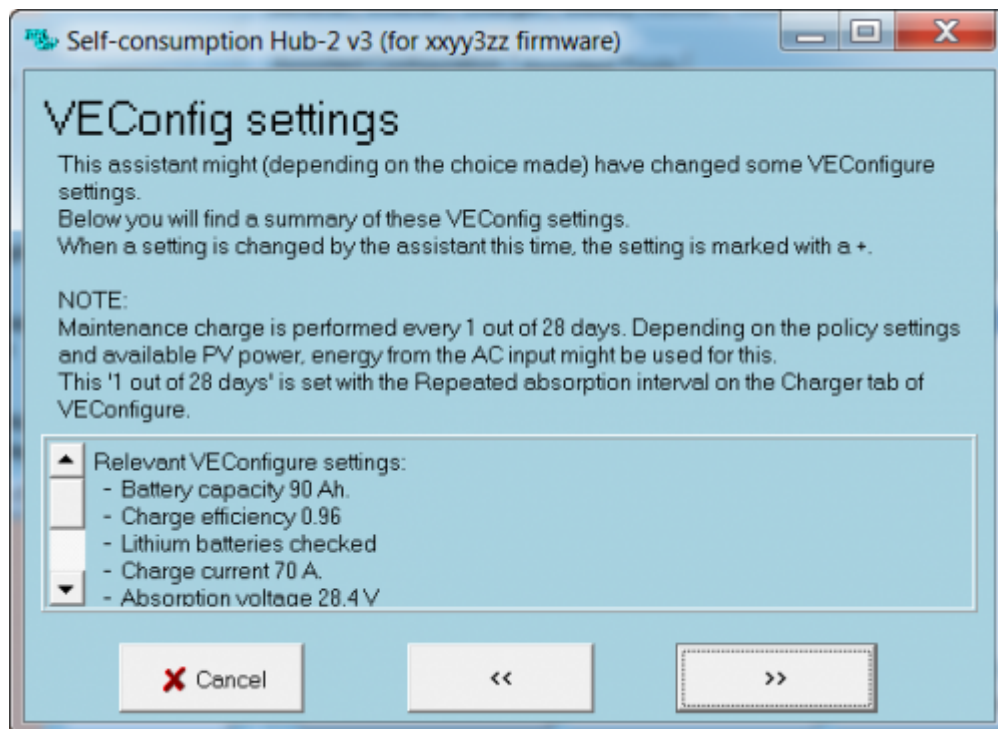 Self-consumption Hub-2 v3 (for xxyy3zz firmware)
VEConfig settings
This assistant might (depending on the choice made) have changed some VEConfigure
settings.
Below you will find a summary of these VEConfig settings.
When a setting is changed by the assistant this time, the setting is marked with a +.
NOTE:
Maintenance charge is performed every 1 out of 28 days. Depending on the policy settings
and available PV power, energy from the AC input might be used for this.
This '1 out of 28 days' is set with the Repeated absorption interval on the Charger tab of
VEConfigure.
Relevant VEConfigure settings:
- Battery capacity 90 Ah.
- Charge efficiency 0.96
- Lithium batteries checked
- Charge current 70 A.
- Absorption voltage 28.4 V
Cancel << >>